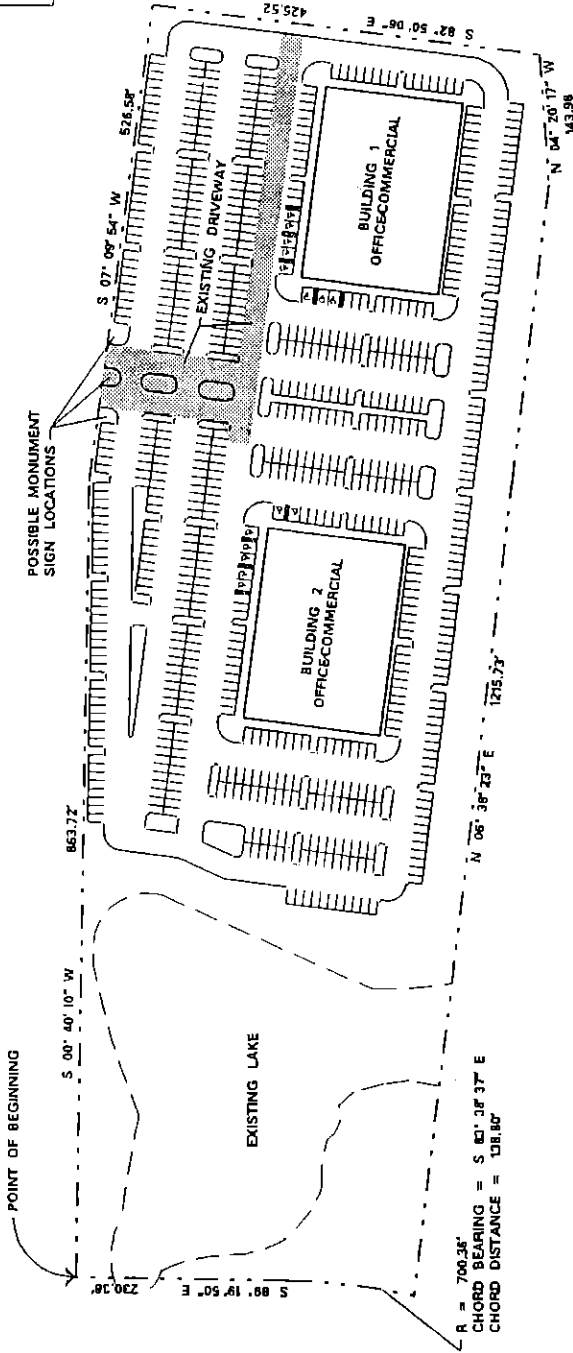 POINT OF BEGINNING
S 00° 40' 10" W
863.72'
POSSIBLE MONUMENT
SIGN LOCATIONS
S 07° 09' 54" W
526.58'
425.52
S 82° 50' 06" E
EXISTING DRIVEWAY
BUILDING 1
OFFICE/COMMERCIAL
BUILDING 2
OFFICE/COMMERCIAL
EXISTING LAKE
230.38'
S 89° 19' 50" E
N 06° 38' 23" E
1215.73'
N 04° 20' 17" W
143.98
R = 700.36'
CHORD BEARING = S 83° 38' 37" E
CHORD DISTANCE = 138.80'